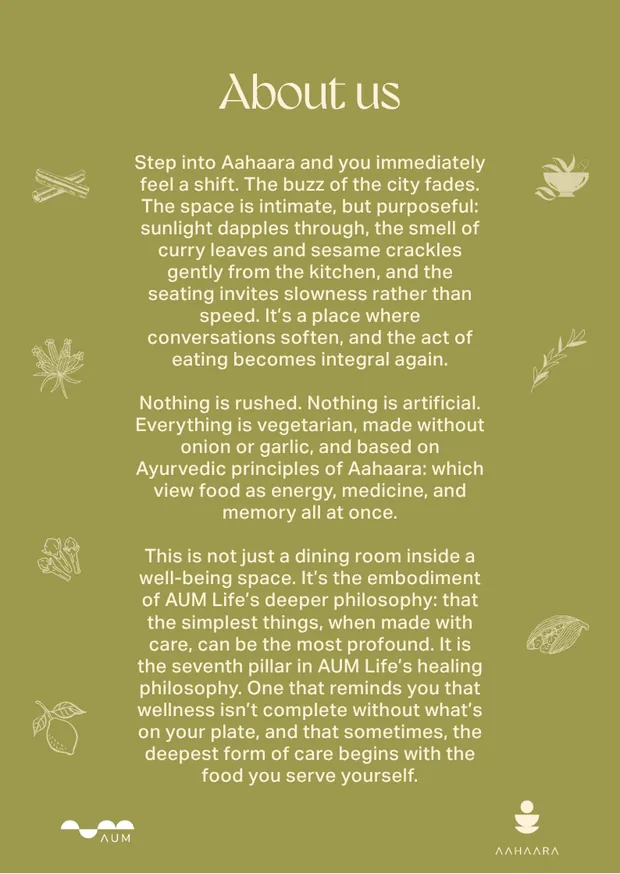 About us
Step into Aahaara and you immediately
feel a shift. The buzz of the city fades.
The space is intimate, but purposeful:
sunlight dapples through, the smell of
curry leaves and sesame crackles
gently from the kitchen, and the
seating invites slowness rather than
speed. It's a place where
conversations soften, and the act of
eating becomes integral again.
Nothing is rushed. Nothing is artificial.
Everything is vegetarian, made without
onion or garlic, and based on
Ayurvedic principles of Aahaara: which
view food as energy, medicine, and
memory all at once.
This is not just a dining room inside a
well-being space. It's the embodiment
of AUM Life's deeper philosophy: that
the simplest things, when made with
care, can be the most profound. It is
the seventh pillar in AUM Life's healing
philosophy. One that reminds you that
wellness isn't complete without what's
on your plate, and that sometimes, the
deepest form of care begins with the
food you serve yourself.
AUM
AAHAARA